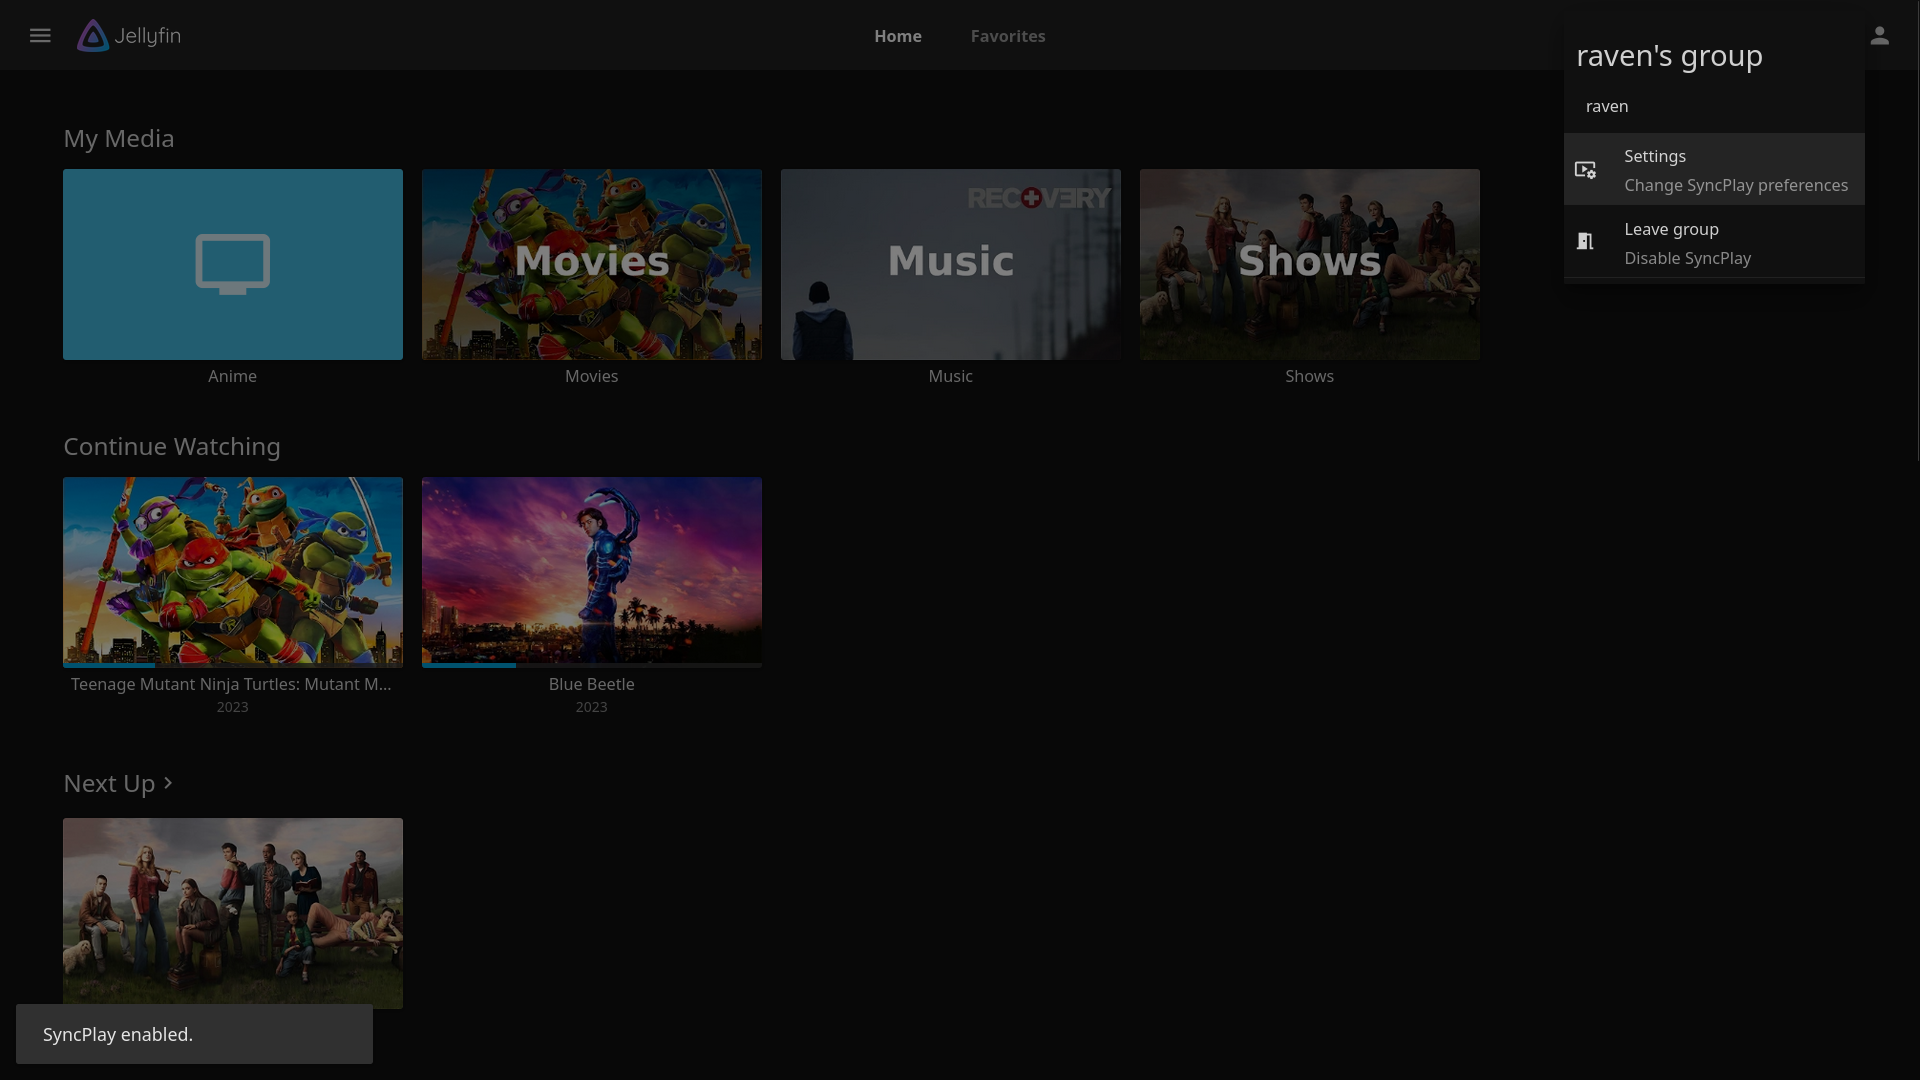 Jellyfin
Home
Favorites
raven's group
raven
Settings
Change SyncPlay preferences
Leave group
Disable SyncPlay
My Media
RECOVERY
Movies
Music
Shows
Anime
Movies
Music
Shows
Continue Watching
Teenage Mutant Ninja Turtles: Mutant M...
2023
Blue Beetle
2023
Next Up
SyncPlay enabled.